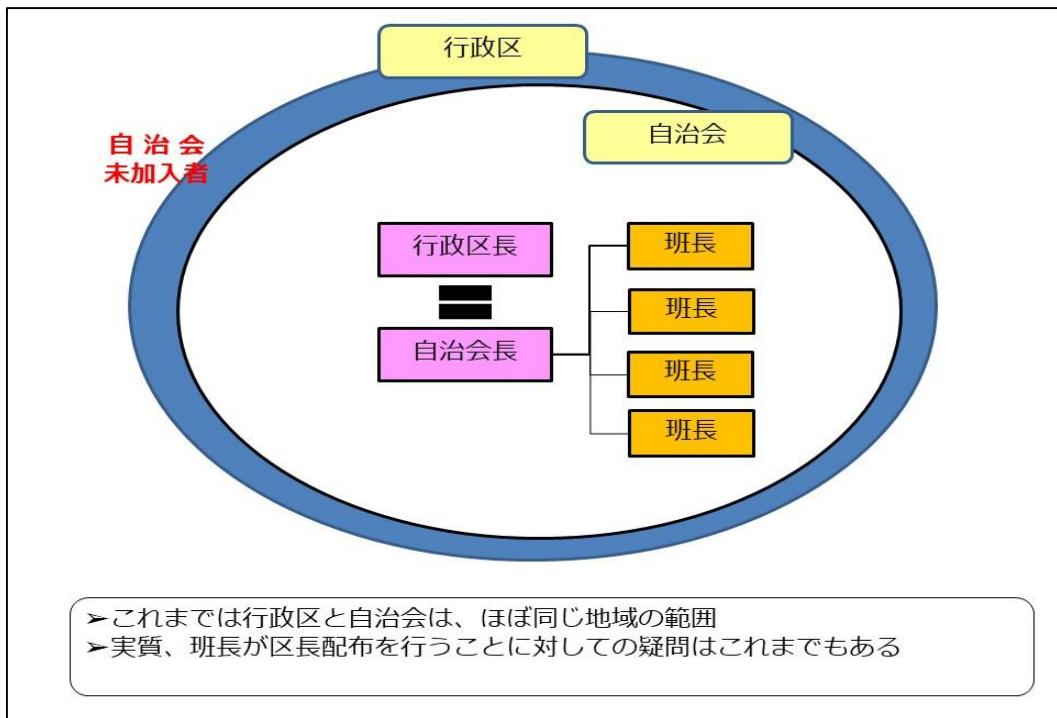 行政区
自治会
自 治 会
未加入者
行政区長
自治会長
班長
班長
班長
班長
➢これまでは行政区と自治会は、ほぼ同じ地域の範囲
➢実質、班長が区長配布を行うことに対しての疑問はこれまでもある